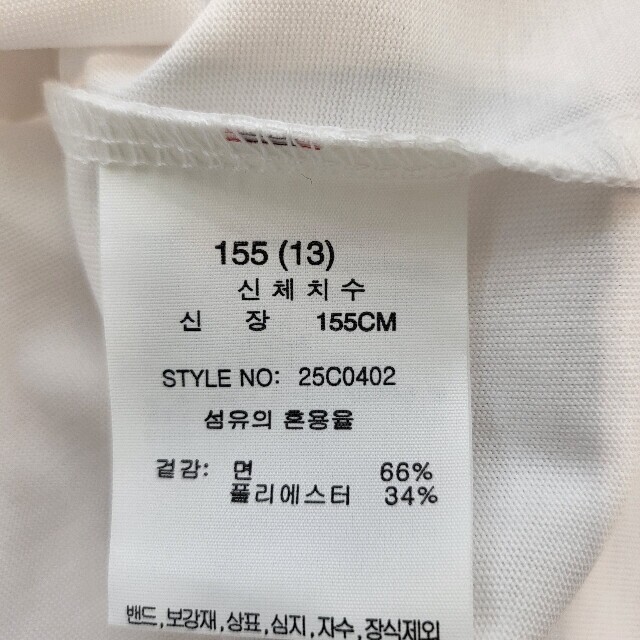 155 (13)
신체치수
신 장 155CM
STYLE NO: 25C0402
섬유의 혼용율
겉감: 면 66%
폴리에스터 34%
밴드,보강재,상표,심지,자수,장식제외